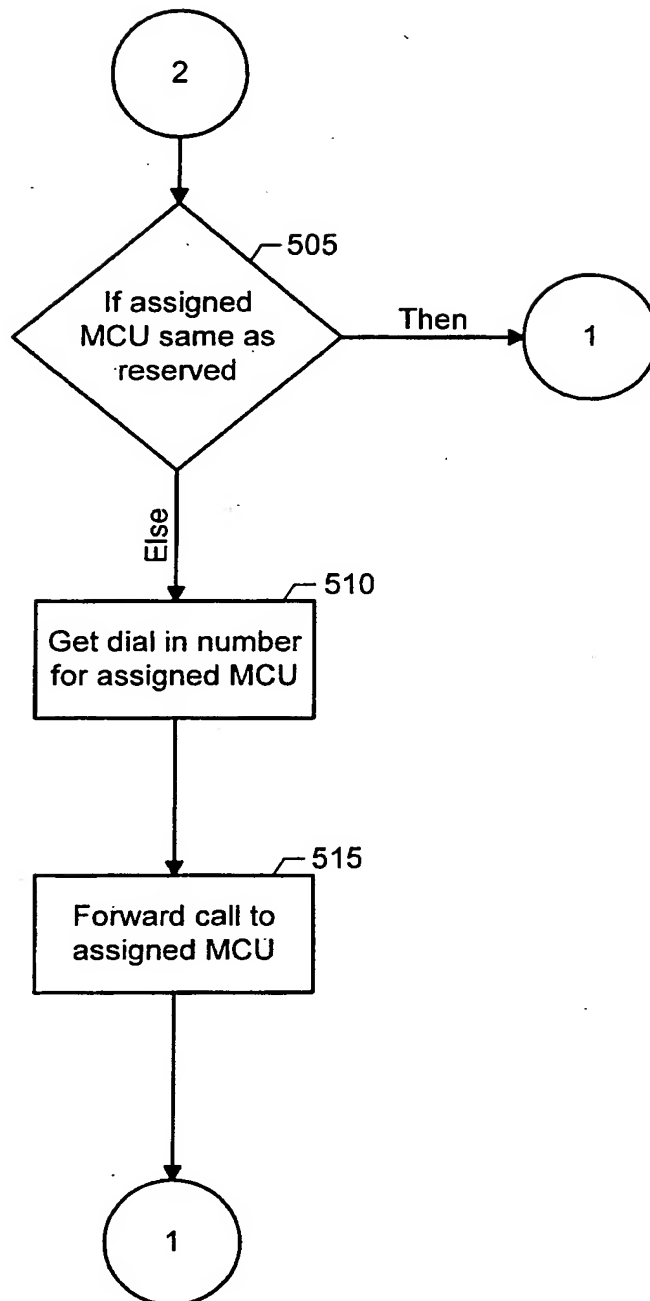 2
505
If assigned
MCU same as
reserved
Then
1
Else
510
Get dial in number
for assigned MCU
515
Forward call to
assigned MCU
1